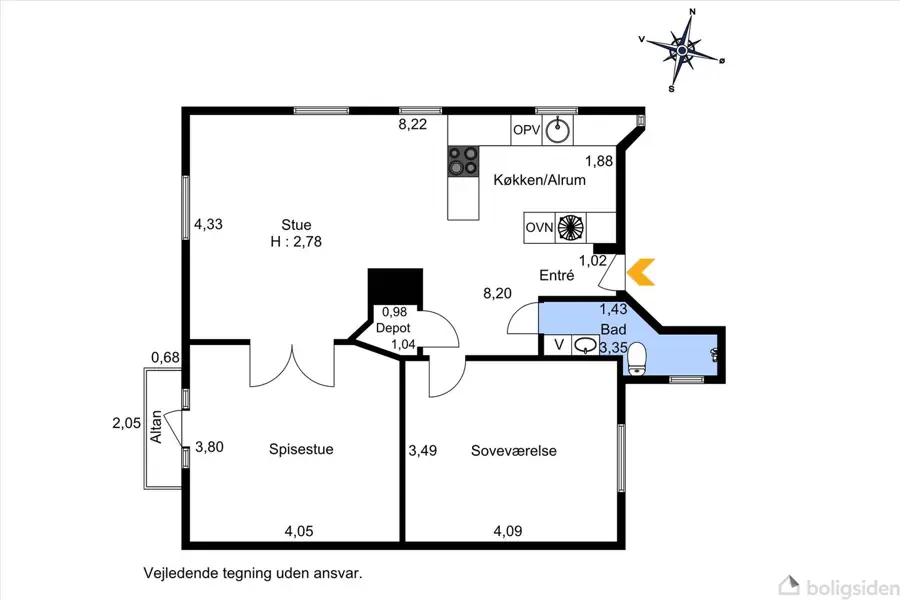 N
V
Ø
S
8,22
OPV
1,88
Køkken/Alrum
4,33
Stue
H : 2,78
OVN
1,02
Entré
8,20
0,98
Depot
1,04
1,43
Bad
V
3,35
0,68
2,05
Altan
3,80
Spisestue
3,49
Soveværelse
4,05
4,09
Vejledende tegning uden ansvar.
boligsiden